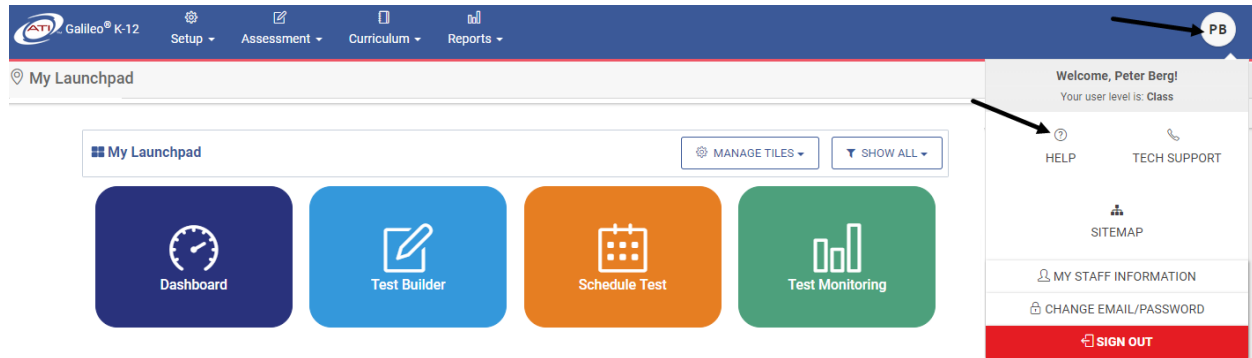 ATI Galileo® K-12
Setup
Assessment
Curriculum
Reports
PB
My Launchpad
Welcome, Peter Berg!
Your user level is: Class
HELP
TECH SUPPORT
SITEMAP
MY STAFF INFORMATION
CHANGE EMAIL/PASSWORD
SIGN OUT
My Launchpad
MANAGE TILES
SHOW ALL
Dashboard
Test Builder
Schedule Test
Test Monitoring